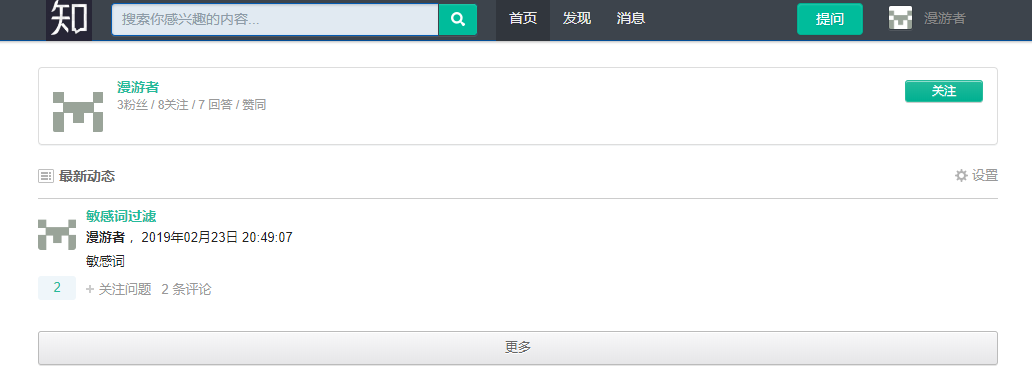 知 搜索你感兴趣的内容... 首页 发现 消息 提问 漫游者
漫游者 关注
3粉丝 / 8关注 / 7 回答 / 赞同
最新动态 设置
敏感词过滤
漫游者， 2019年02月23日 20:49:07
敏感词
2 + 关注问题 2 条评论
更多